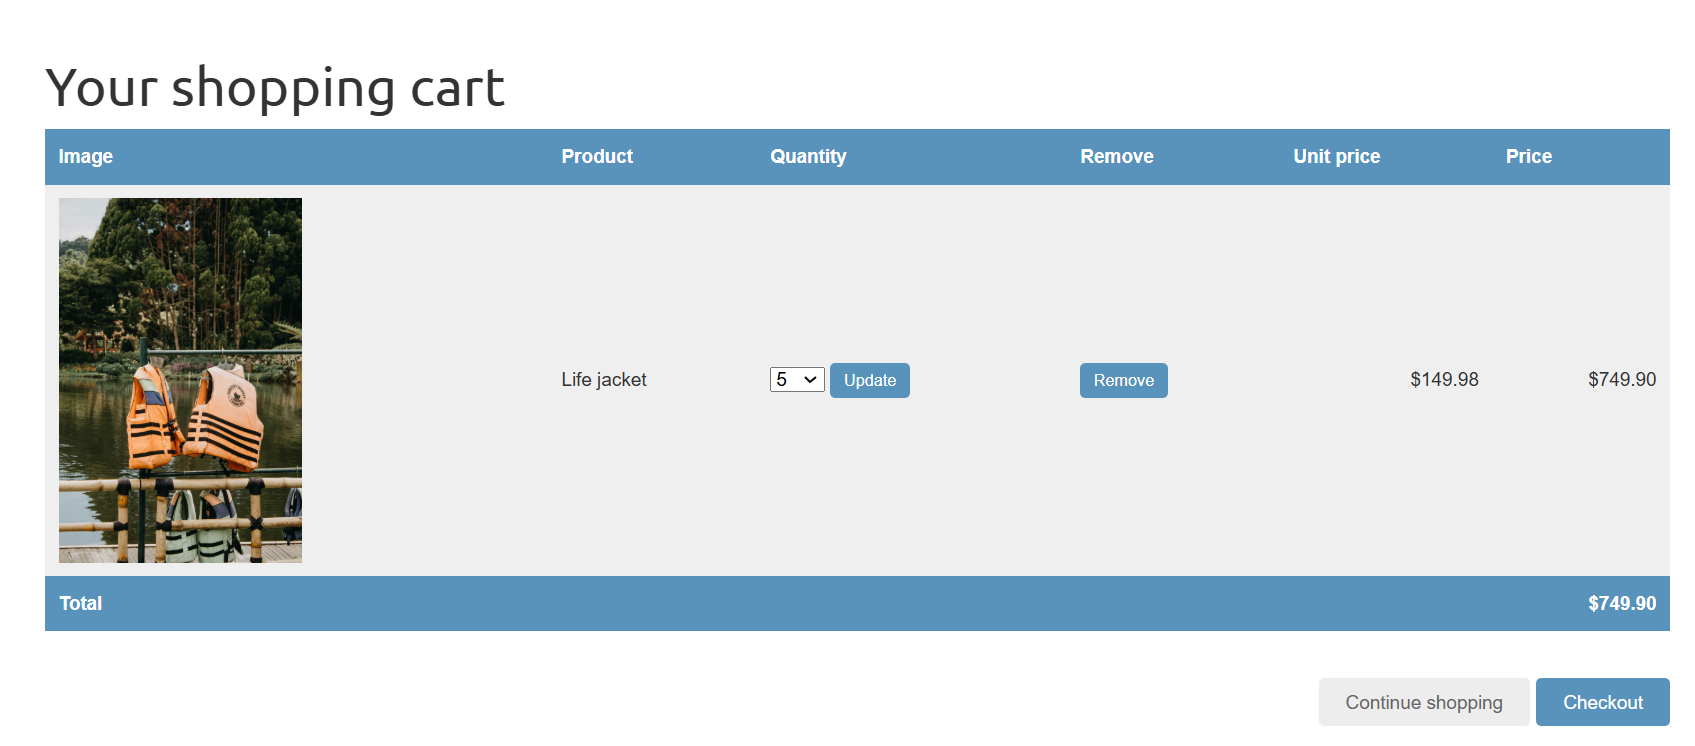 Your shopping cart
Image Product Quantity Remove Unit price Price
Life jacket 5 Update Remove $149.98 $749.90
Total $749.90
Continue shopping Checkout